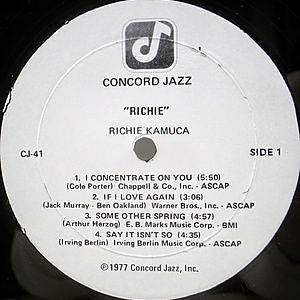 CONCORD JAZZ
"RICHIE"
RICHIE KAMUCA
CJ-41
SIDE 1
1. I CONCENTRATE ON YOU (5:50)
(Cole Porter) Chappell & Co., Inc. - ASCAP
2. IF I LOVE AGAIN (3:06)
(Jack Murray - Ben Oakland) Warner Bros., Inc. - ASCAP
3. SOME OTHER SPRING (4:57)
(Arthur Herzog) E. B. Marks Music Corp. - BMI
4. SAY IT ISN'T SO (4:35)
(Irving Berlin) Irving Berlin Music Corp. - ASCAP
℗ 1977 Concord Jazz, Inc.